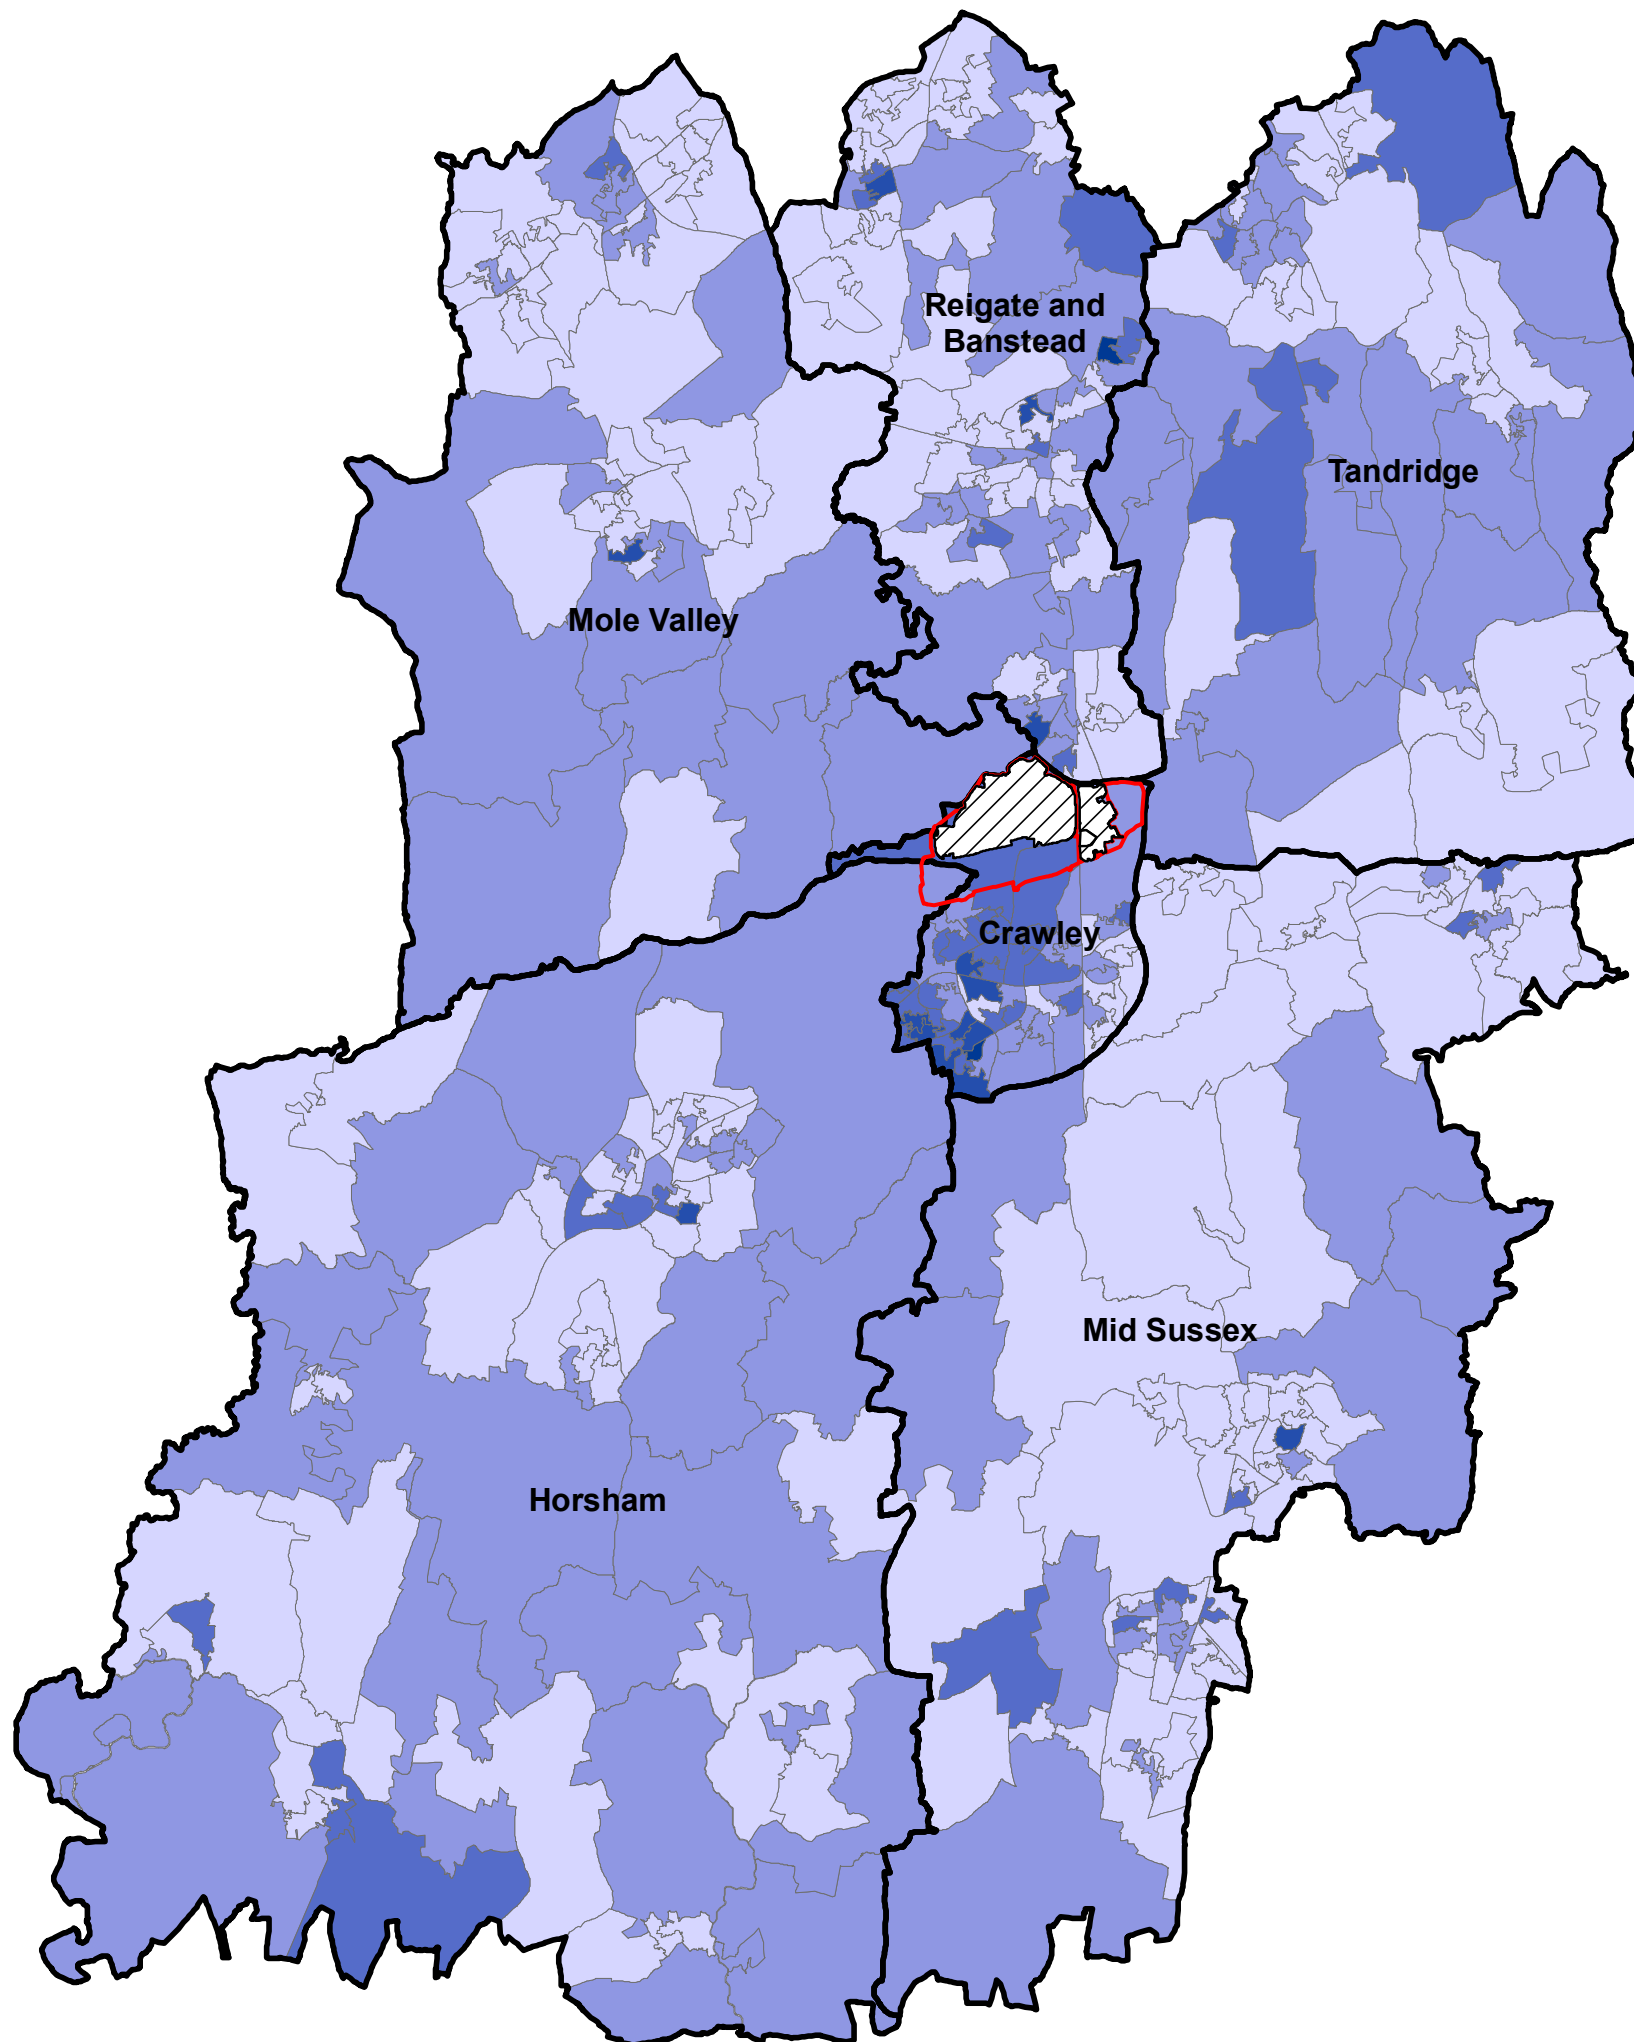 Reigate and
Banstead
Tandridge
Mole Valley
Crawley
Mid Sussex
Horsham